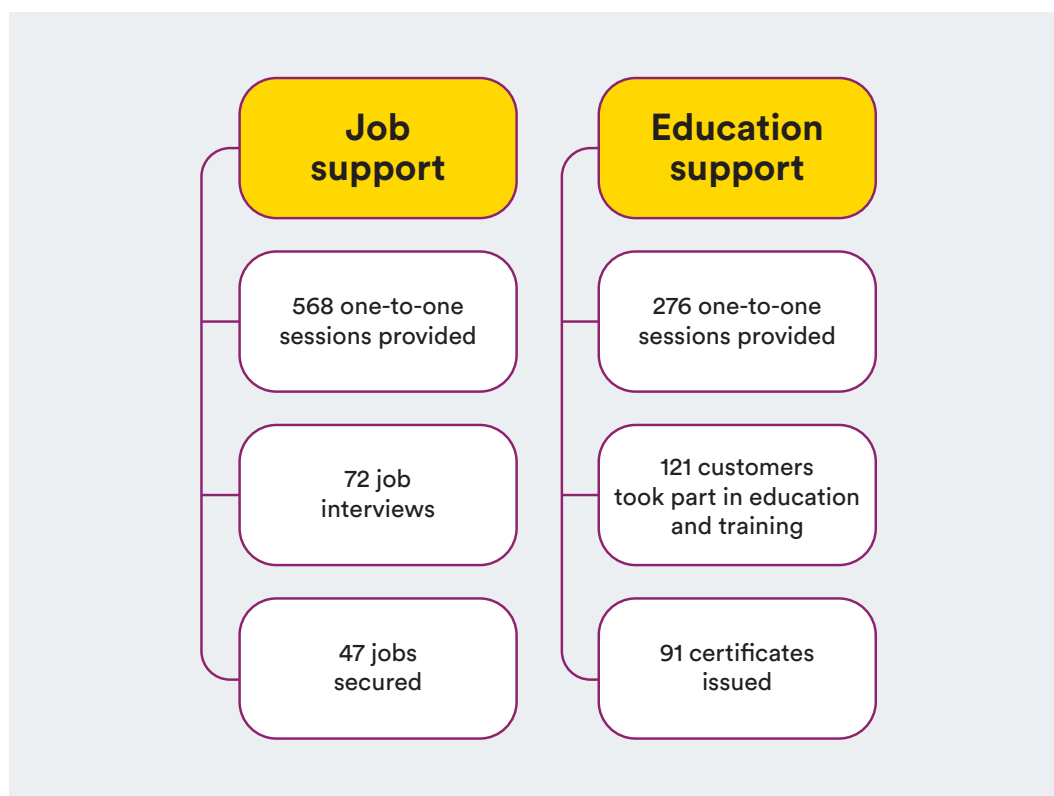 Job
support
568 one-to-one
sessions provided
72 job
interviews
47 jobs
secured
Education
support
276 one-to-one
sessions provided
121 customers
took part in education
and training
91 certificates
issued